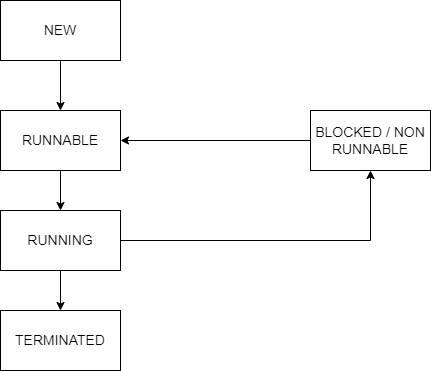 NEW
RUNNABLE
BLOCKED / NON
RUNNABLE
RUNNING
TERMINATED